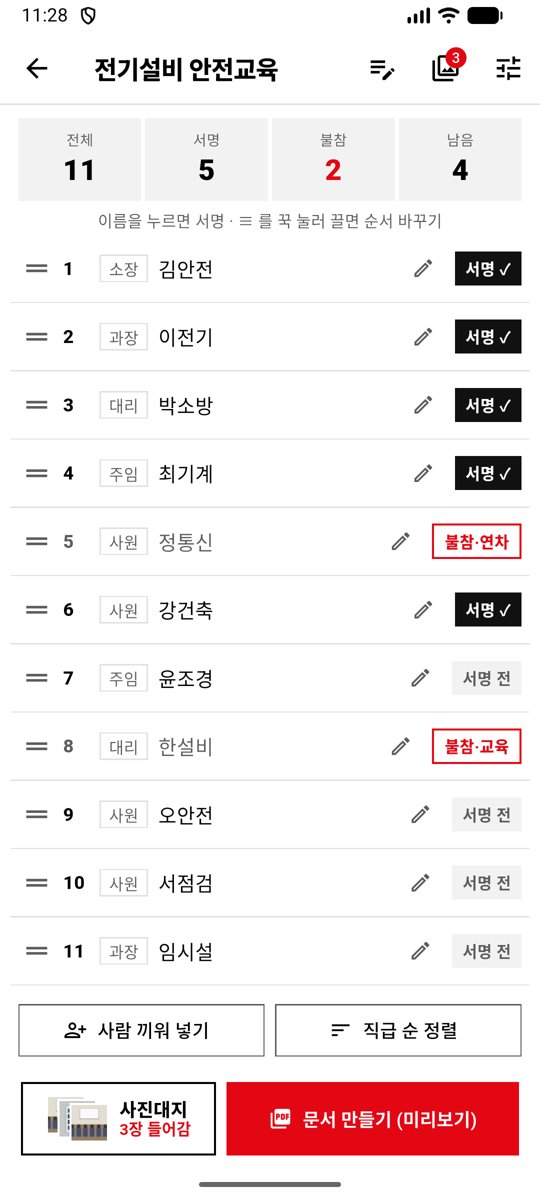 11:28
전기설비 안전교육
3
전체 서명 불참 남음
11 5 2 4
이름을 누르면 서명 · ≡ 를 꾹 눌러 끌면 순서 바꾸기
1 소장 김안전 서명 ✓
2 과장 이전기 서명 ✓
3 대리 박소방 서명 ✓
4 주임 최기계 서명 ✓
5 사원 정통신 불참·연차
6 사원 강건축 서명 ✓
7 주임 윤조경 서명 전
8 대리 한설비 불참·교육
9 사원 오안전 서명 전
10 사원 서점검 서명 전
11 과장 임시설 서명 전
사람 끼워 넣기 직급 순 정렬
사진대지
3장 들어감
PDF 문서 만들기 (미리보기)